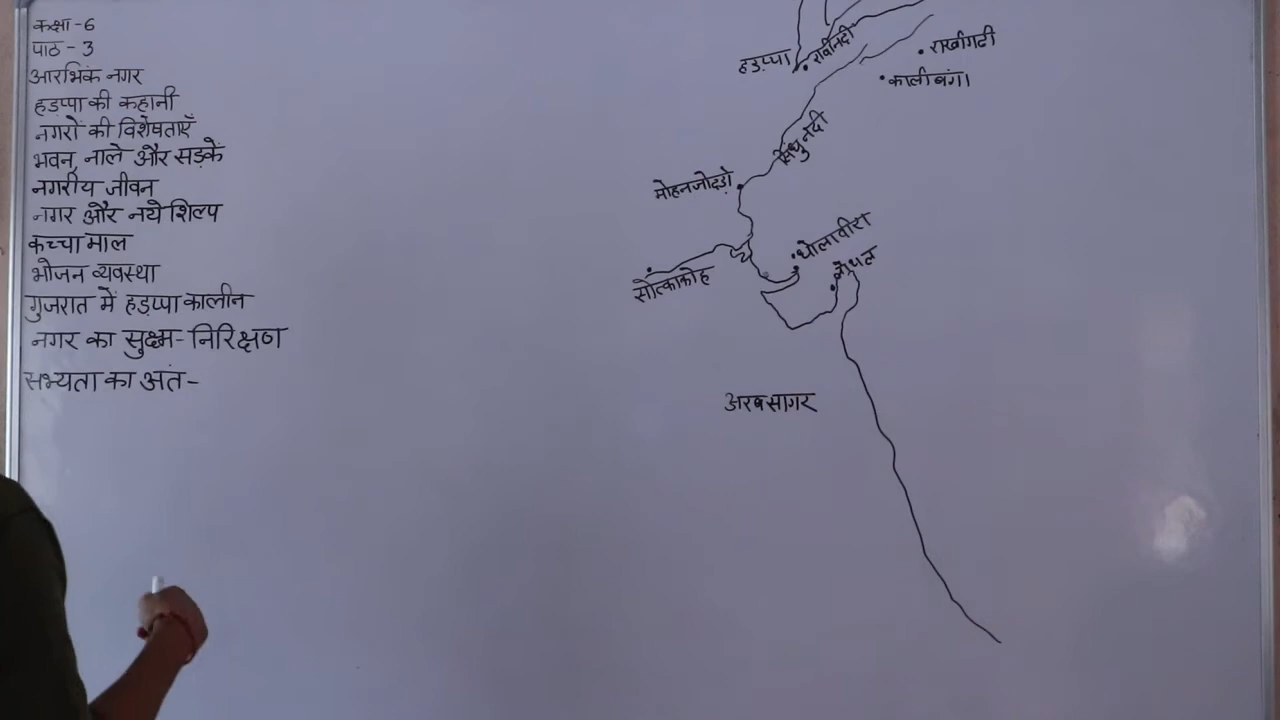 कक्षा-6
पाठ - 3
आरभिंक नगर
हड़प्पा की कहानी
नगरों की विशेषताएँ
भवन, नाले और सड़कें
नगरीय जीवन
नगर और नये शिल्प
कच्चा माल
भोजन व्यवस्था
गुजरात में हड़प्पा कालीन
नगर का सुक्ष्म-निरिक्षण
सभ्यता का अंत-
हड़प्पा
रावी नदी
राखीगढी
कालीबंगा
सिंधु नदी
मोहनजोदड़ो
धोलावीरा
लोथल
सोत्काकोह
अरब सागर